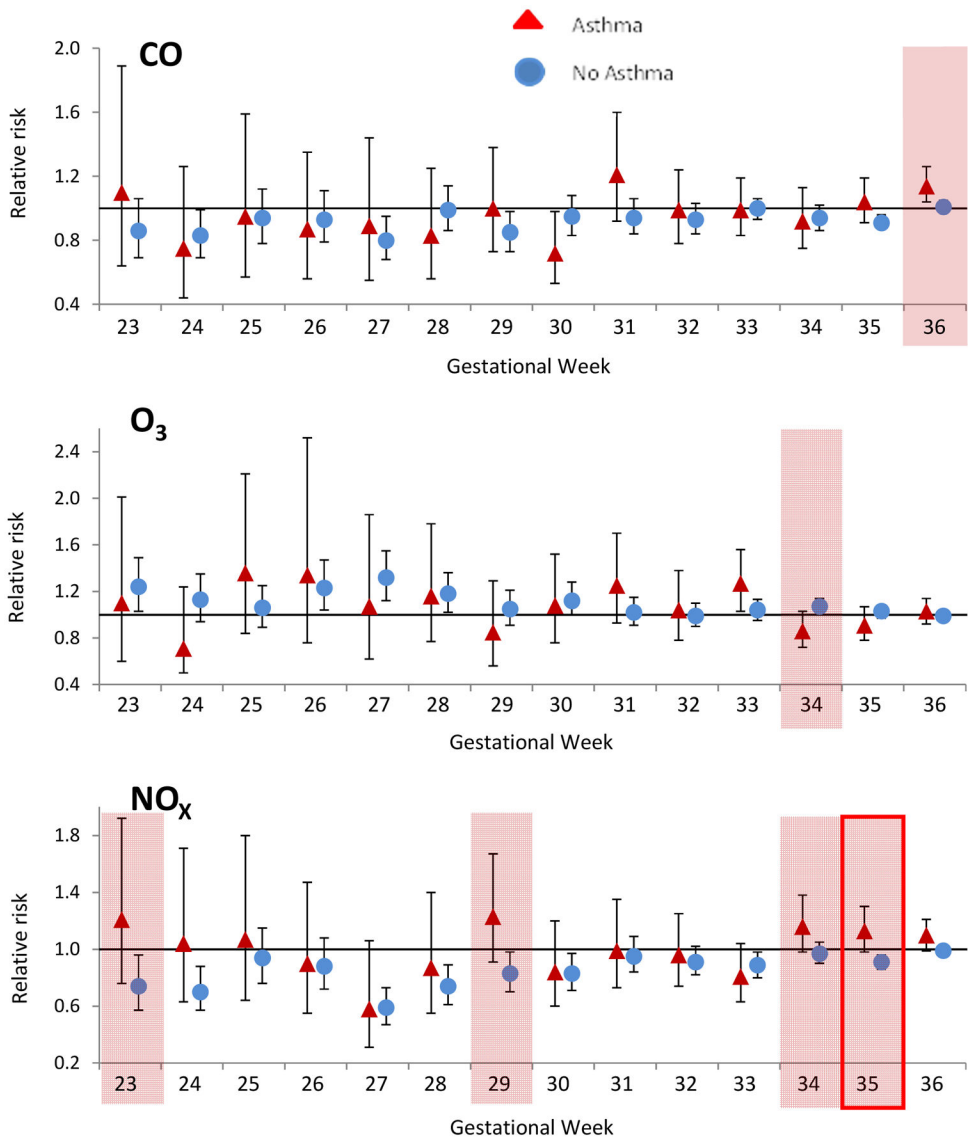 Asthma
No Asthma
CO
Relative risk
2.0
1.6
1.2
0.8
0.4
23 24 25 26 27 28 29 30 31 32 33 34 35 36
Gestational Week
O3
Relative risk
2.4
2.0
1.6
1.2
0.8
0.4
23 24 25 26 27 28 29 30 31 32 33 34 35 36
Gestational Week
NOX
Relative risk
1.8
1.4
1.0
0.6
0.2
23 24 25 26 27 28 29 30 31 32 33 34 35 36
Gestational Week